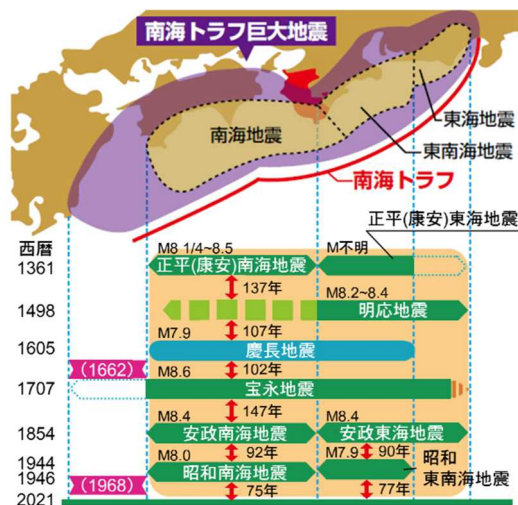 南海トラフ巨大地震
南海地震
東海地震
東南海地震
南海トラフ
正平(康安)東海地震
西暦
M8 1/4~8.5
M不明
1361
正平(康安)南海地震
137年
M8.2~8.4
1498
明応地震
M7.9
107年
1605
慶長地震
(1662)
M8.6
102年
1707
宝永地震
147年
M8.4
M8.4
1854
安政南海地震
安政東海地震
M8.0
92年
M7.9
90年
昭和
東南海地震
1944
1946
昭和南海地震
(1968)
75年
77年
2021